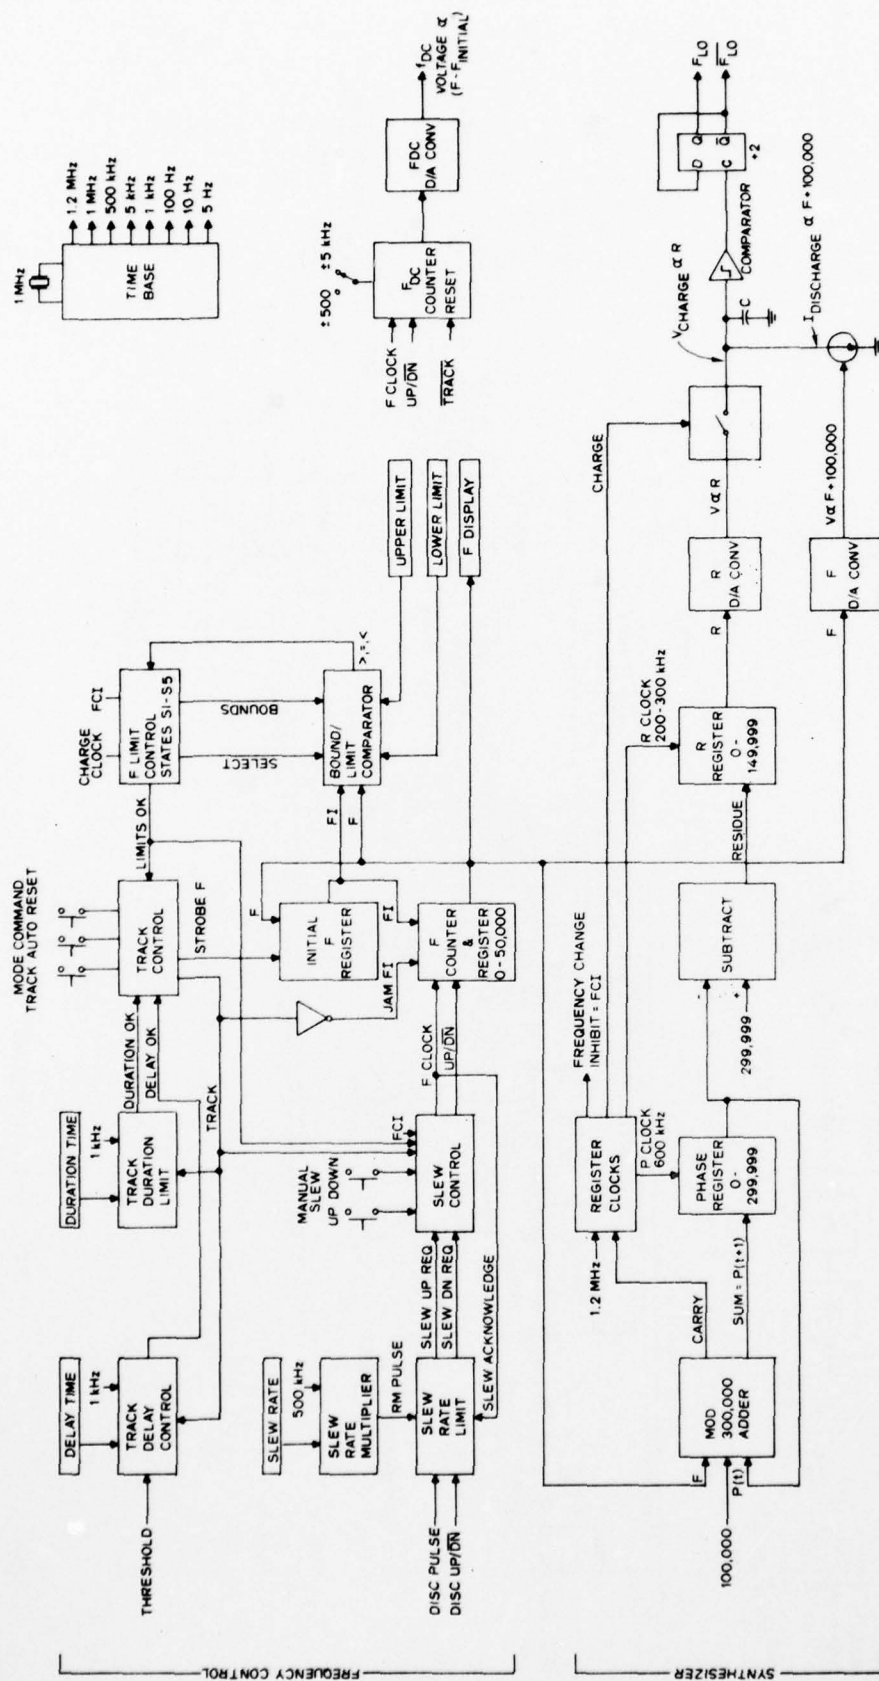 FREQUENCY CONTROL
THRESHOLD
DELAY TIME
1 kHz
TRACK
DELAY
CONTROL
DURATION TIME
1 kHz
TRACK
DURATION
LIMIT
DURATION OK
DELAY OK
TRACK
MODE COMMAND
TRACK AUTO RESET
TRACK
CONTROL
STROBE F
LIMITS OK
CHARGE
CLOCK
FCI
F LIMIT
CONTROL
STATES S1-S5
SELECT
BOUNDS
>,=,<
BOUND/
LIMIT
COMPARATOR
UPPER LIMIT
LOWER LIMIT
F DISPLAY
F
FI
F
INITIAL
F
REGISTER
FI
JAM FI
F
COUNTER
&
REGISTER
0-50,000
F CLOCK
UP/DN
SLEW RATE
500 kHz
SLEW
RATE
MULTIPLIER
RM PULSE
DISC PULSE
DISC UP/DN
SLEW
RATE
LIMIT
SLEW UP REQ
SLEW DN REQ
SLEW ACKNOWLEDGE
MANUAL
SLEW
UP DOWN
FCI
SLEW
CONTROL
1 MHz
TIME
BASE
1.2 MHz
1 MHz
500 kHz
5 kHz
1 kHz
100 Hz
10 Hz
5 Hz
±500
±5 kHz
F CLOCK
UP/DN
TRACK
FDC
COUNTER
RESET
FDC
D/A CONV
fDC
VOLTAGE α
(F-FINITIAL)
SYNTHESIZER
100,000
F
P(t)
MOD
300,000
ADDER
CARRY
SUM = P(t+1)
1.2 MHz
REGISTER
CLOCKS
FREQUENCY CHANGE
INHIBIT = FCI
P CLOCK
600 kHz
PHASE
REGISTER
0-
299,999
-
299,999
+
SUBTRACT
RESIDUE
R CLOCK
200-300 kHz
R
REGISTER
0-
149,999
R
R
D/A CONV
F
F
D/A CONV
V α R
V α F+100,000
CHARGE
VCHARGE α R
C
COMPARATOR
IDISCHARGE α F+100,000
D Q
C Q
÷2
FLO
FLO